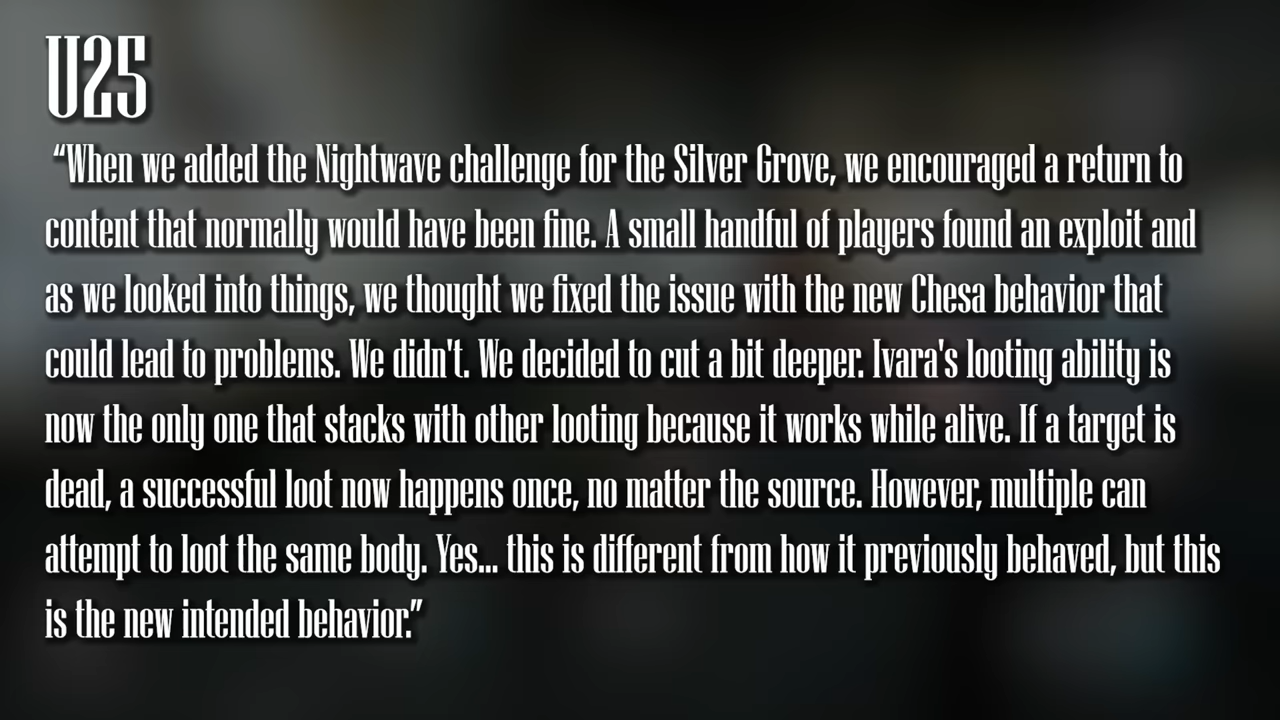 U25
“When we added the Nightwave challenge for the Silver Grove, we encouraged a return to
content that normally would have been fine. A small handful of players found an exploit and
as we looked into things, we thought we fixed the issue with the new Chesa behavior that
could lead to problems. We didn't. We decided to cut a bit deeper. Ivara's looting ability is
now the only one that stacks with other looting because it works while alive. If a target is
dead, a successful loot now happens once, no matter the source. However, multiple can
attempt to loot the same body. Yes... this is different from how it previously behaved, but this
is the new intended behavior.”